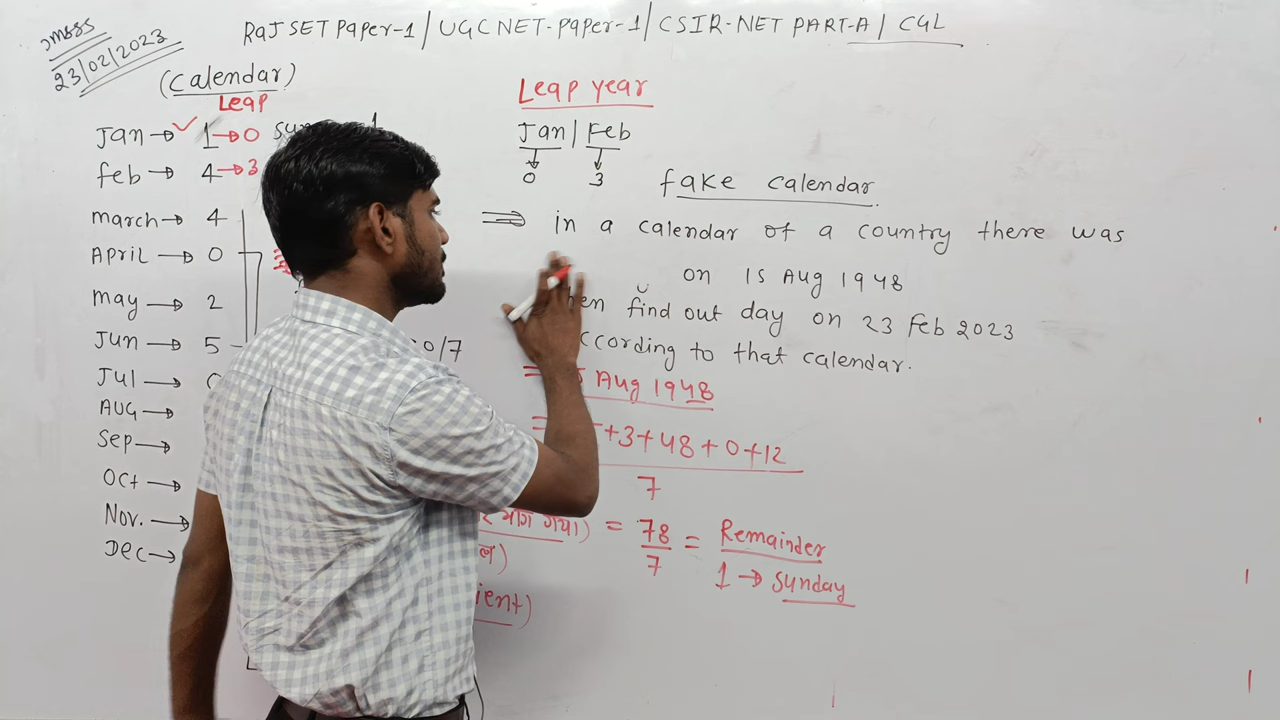 JMBSS
23/02/2023
RaJ SET Paper-1 / UGC NET-Paper-1 / CSIR-NET PART-A / CGL
(calendar)
Leap
Jan → ✓ 1 → 0
feb → 4 → 3
march → 4
April → 0
may → 2
Jun → 5
Jul →
AUG →
Sep →
Oct →
Nov. →
Dec →
0/7
Leap year
Jan / Feb
0 3
fake calendar
⇒ in a calendar of a country there was
on 15 Aug 1948
find out day on 23 Feb 2023
to that calendar.
Aug 1948
+3+48+0+12
7
भाग गया) = 78/7 = Remainder
1 → Sunday